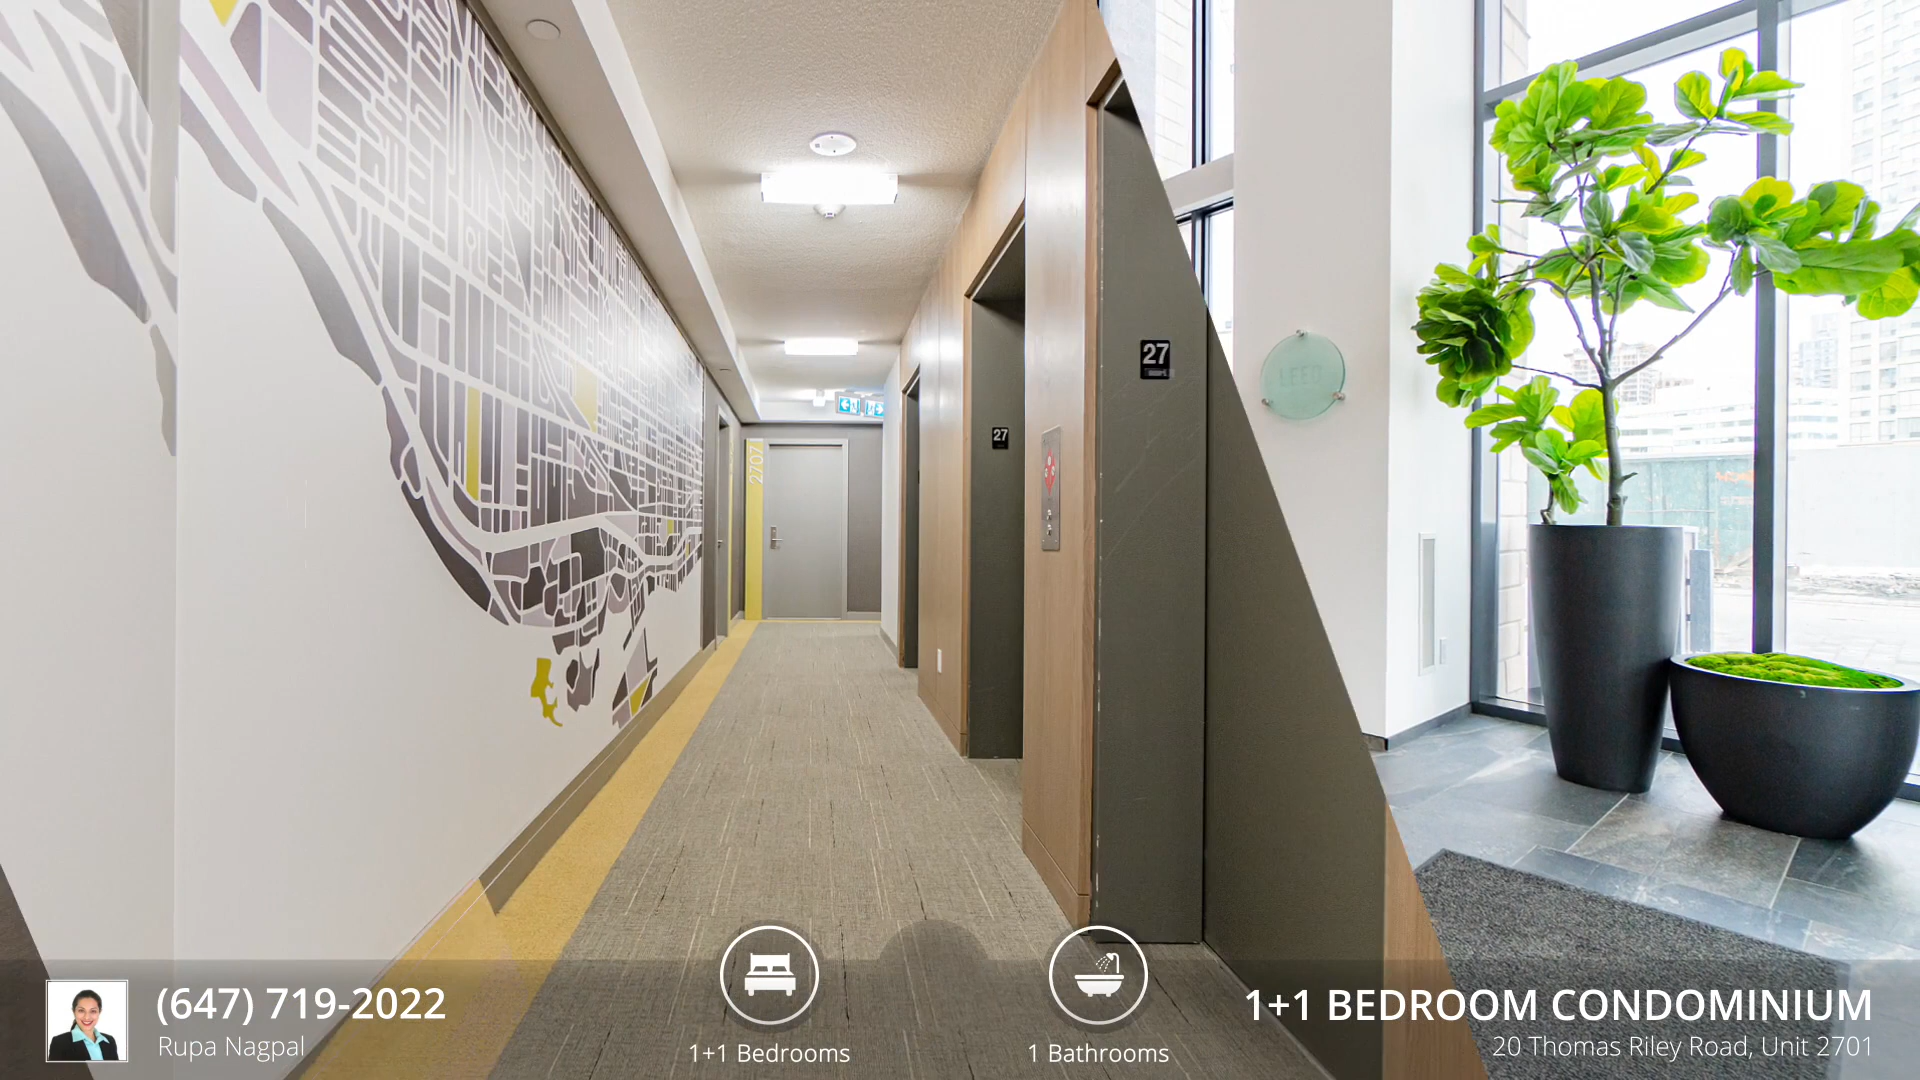 27
27
2707
LEED
(647) 719-2022
Rupa Nagpal
1+1 Bedrooms
1 Bathrooms
1+1 BEDROOM CONDOMINIUM
20 Thomas Riley Road, Unit 2701